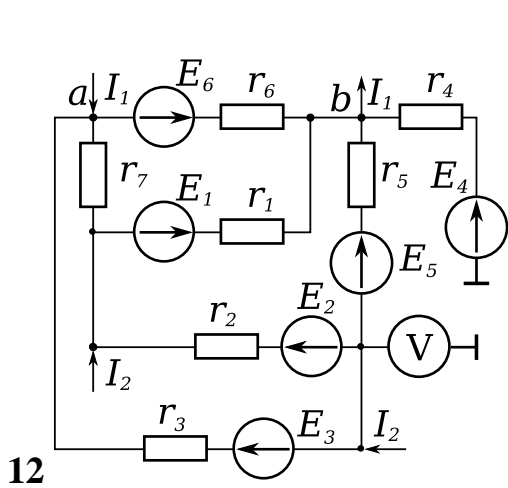 a I₁ E₆ r₆ b I₁ r₄
r₇ E₁ r₁ r₅ E₄
E₅
r₂ E₂ V
I₂
r₃ E₃ I₂
12